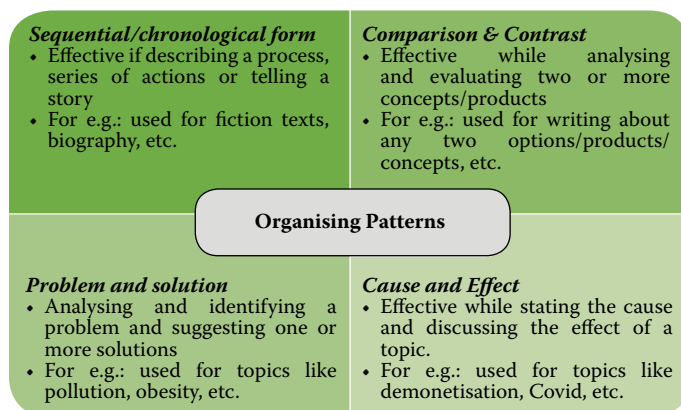 Sequential/chronological form
• Effective if describing a process,
series of actions or telling a
story
• For e.g.: used for fiction texts,
biography, etc.
Comparison & Contrast
• Effective while analysing
and evaluating two or more
concepts/products
• For e.g.: used for writing about
any two options/products/
concepts, etc.
Organising Patterns
Problem and solution
• Analysing and identifying a
problem and suggesting one or
more solutions
• For e.g.: used for topics like
pollution, obesity, etc.
Cause and Effect
• Effective while stating the cause
and discussing the effect of a
topic.
• For e.g.: used for topics like
demonetisation, Covid, etc.